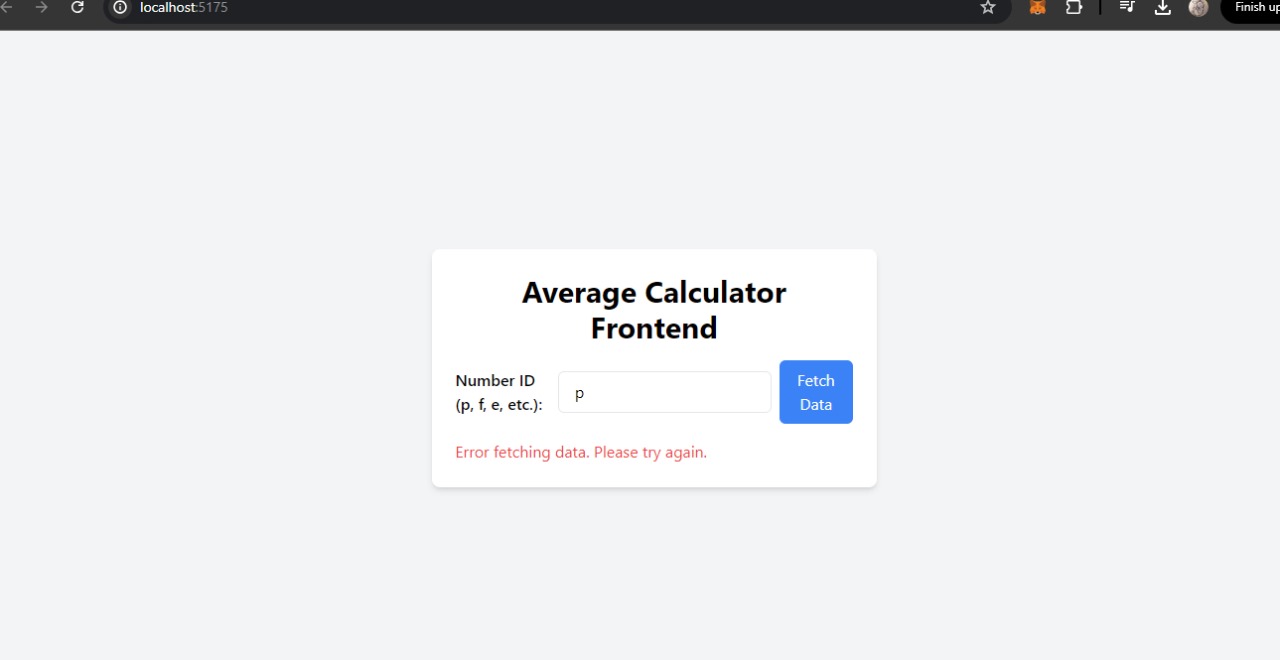 localhost:5175
Finish up
Average Calculator
Frontend
Number ID
(p, f, e, etc.):
p
Fetch
Data
Error fetching data. Please try again.